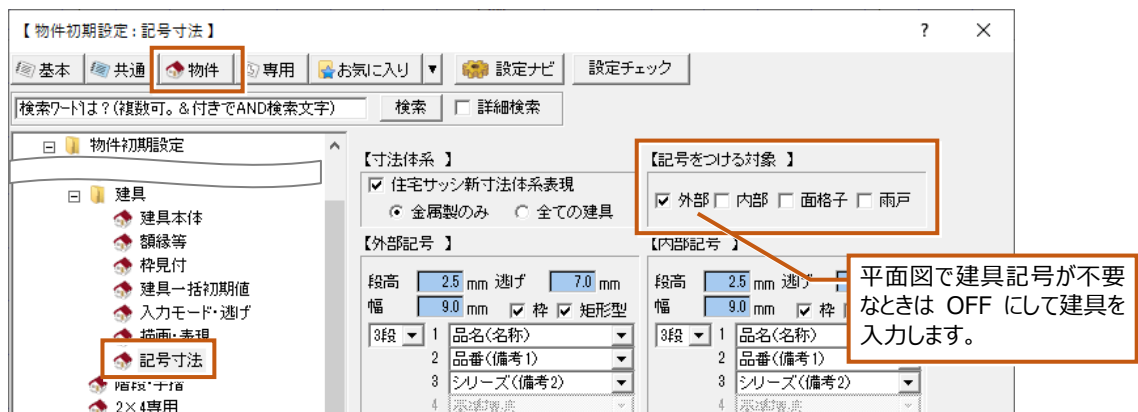 【物件初期設定:記号寸法】 ? ×
基本 共通 物件 専用 お気に入り ▼ 設定ナビ 設定チェック
検索ワードは?(複数可。&付きでAND検索文字) 検索 詳細検索
物件初期設定
建具
建具本体
額縁等
枠見付
建具一括初期値
入力モード・逃げ
描画・表現
記号寸法
階段・手摺
2×4専用
【寸法体系 】
住宅サッシ新寸法体系表現
金属製のみ 全ての建具
【記号をつける対象 】
外部 内部 面格子 雨戸
【外部記号 】
段高 2.5 mm 逃げ 7.0 mm
幅 9.0 mm 枠 矩形型
3段 1 品名(名称)
2 品番(備考1)
3 シリーズ(備考2)
4
【内部記号 】
段高 2.5 mm 逃げ
幅 9.0 mm 枠
3段 1 品名(名称)
2 品番(備考1)
3 シリーズ(備考2)
4
平面図で建具記号が不要
なときは OFF にして建具を
入力します。